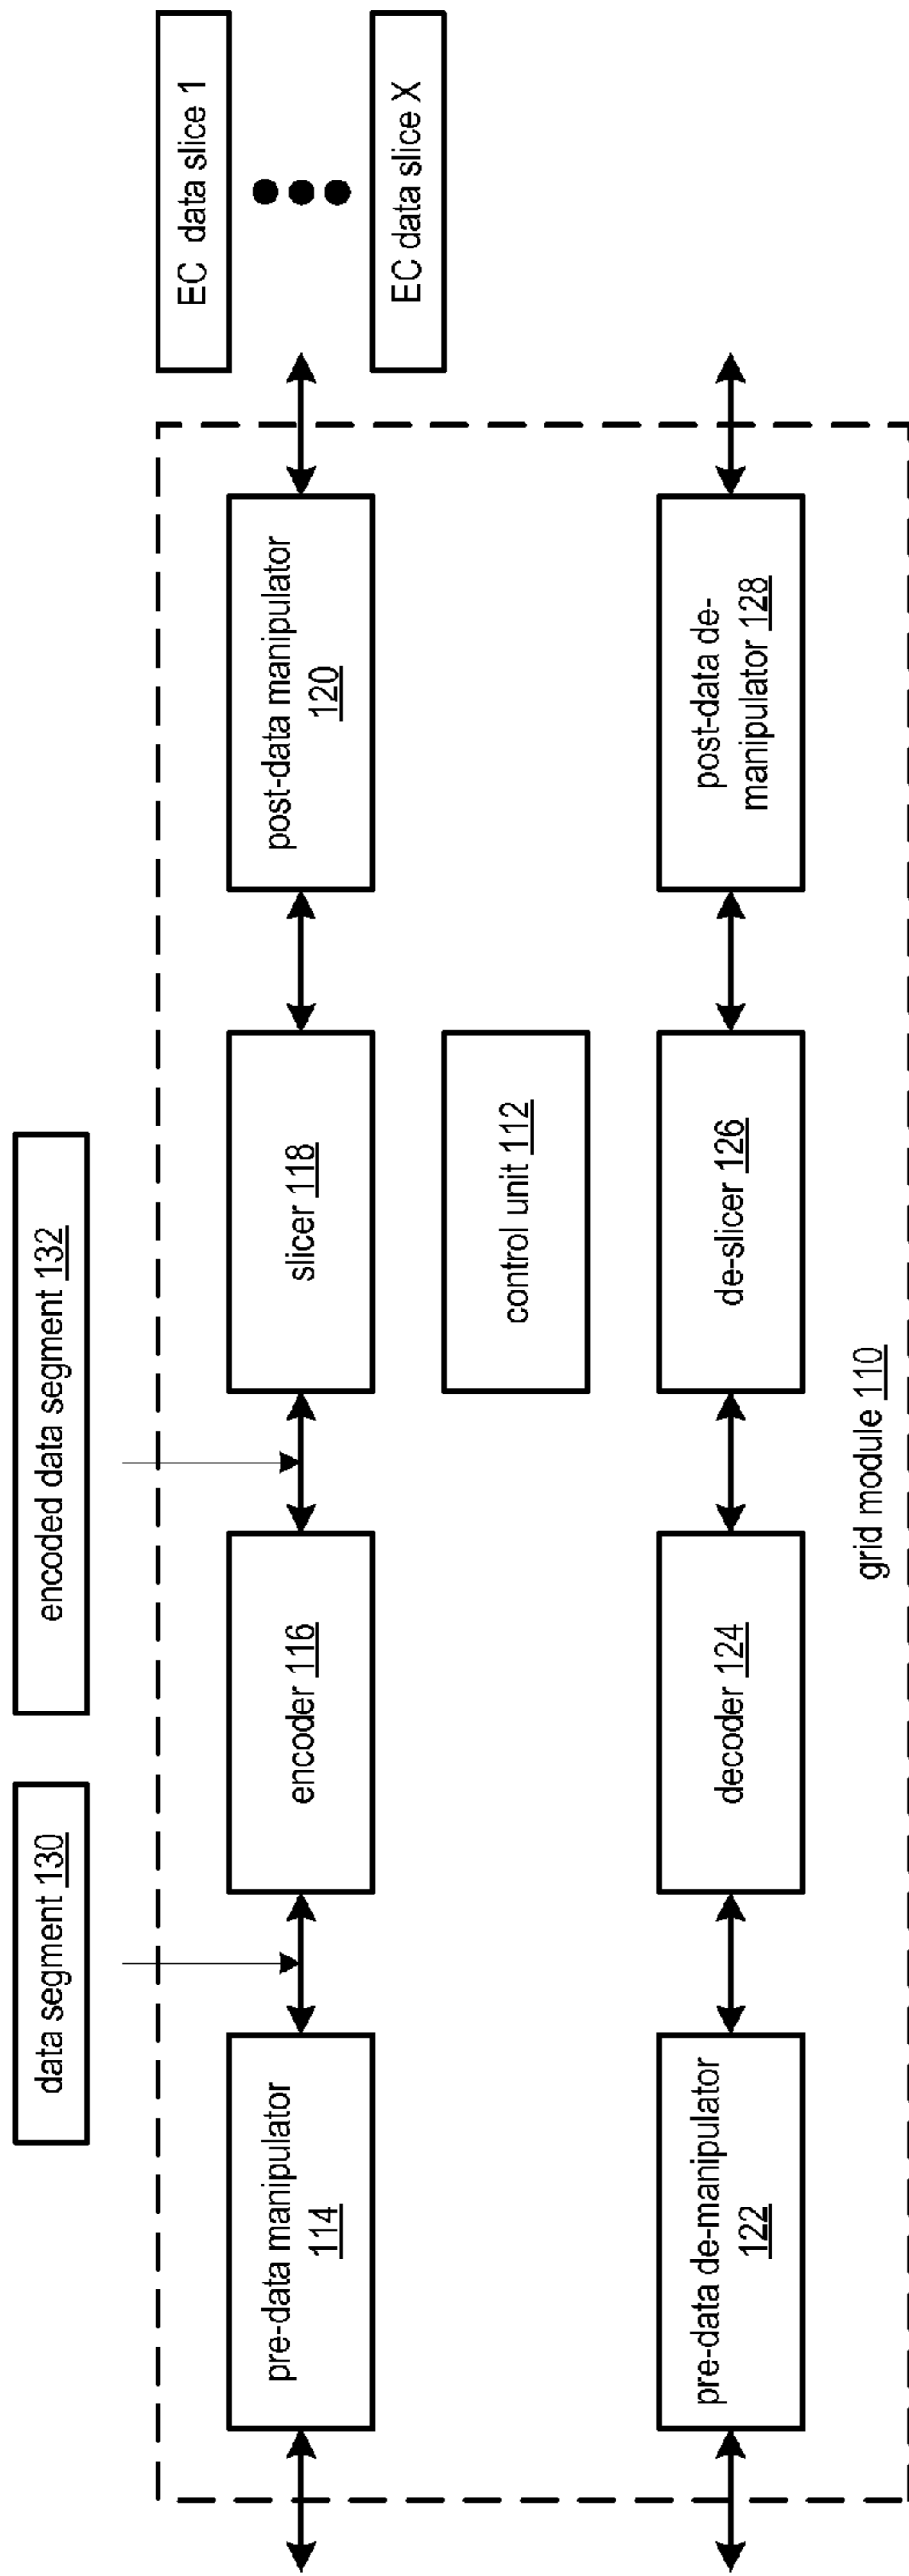 data segment 130
encoded data segment 132
EC data slice 1
EC data slice X
pre-data manipulator
114
encoder 116
slicer 118
post-data manipulator
120
control unit 112
pre-data de-manipulator
122
decoder 124
de-slicer 126
post-data de-
manipulator 128
grid module 110